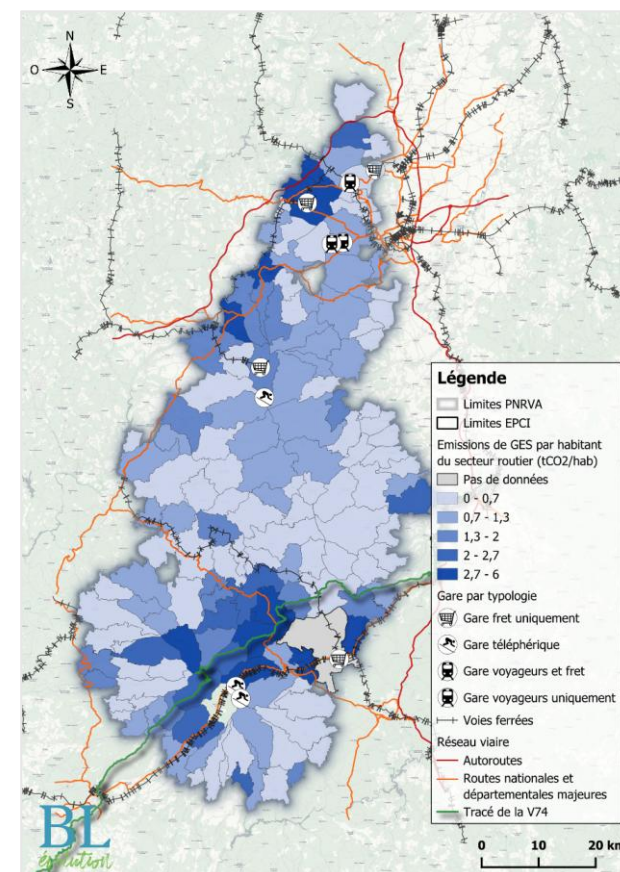 N
O
E
S
Légende
Limites PNRVA
Limites EPCI
Emissions de GES par habitant
du secteur routier (tCO2/hab)
Pas de données
0 - 0,7
0,7 - 1,3
1,3 - 2
2 - 2,7
2,7 - 6
Gare par typologie
Gare fret uniquement
Gare téléphérique
Gare voyageurs et fret
Gare voyageurs uniquement
Voies ferrées
Réseau viaire
Autoroutes
Routes nationales et
départementales majeures
Tracé de la V74
0 10 20 km
BL
évolution